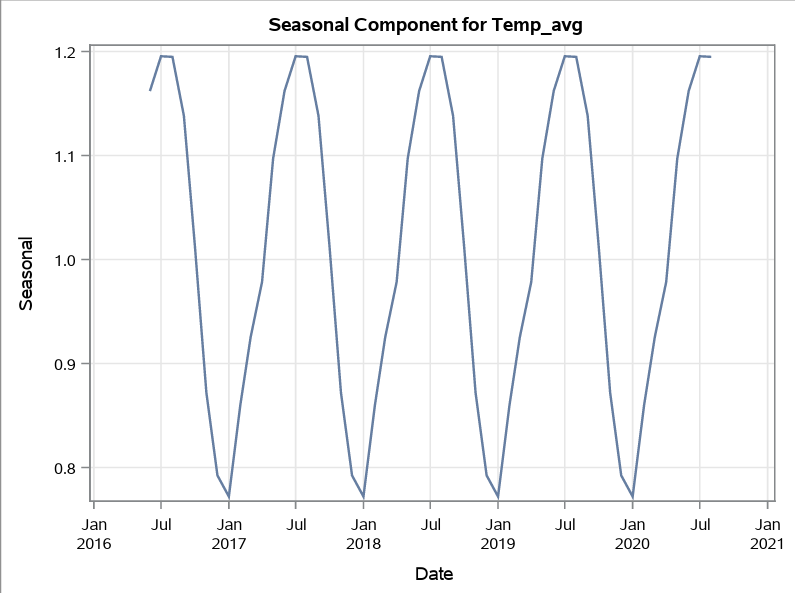 Seasonal Component for Temp_avg
Seasonal
1.2
1.1
1.0
0.9
0.8
Jan Jul Jan Jul Jan Jul Jan Jul Jan Jul Jan
2016 2017 2018 2019 2020 2021
Date